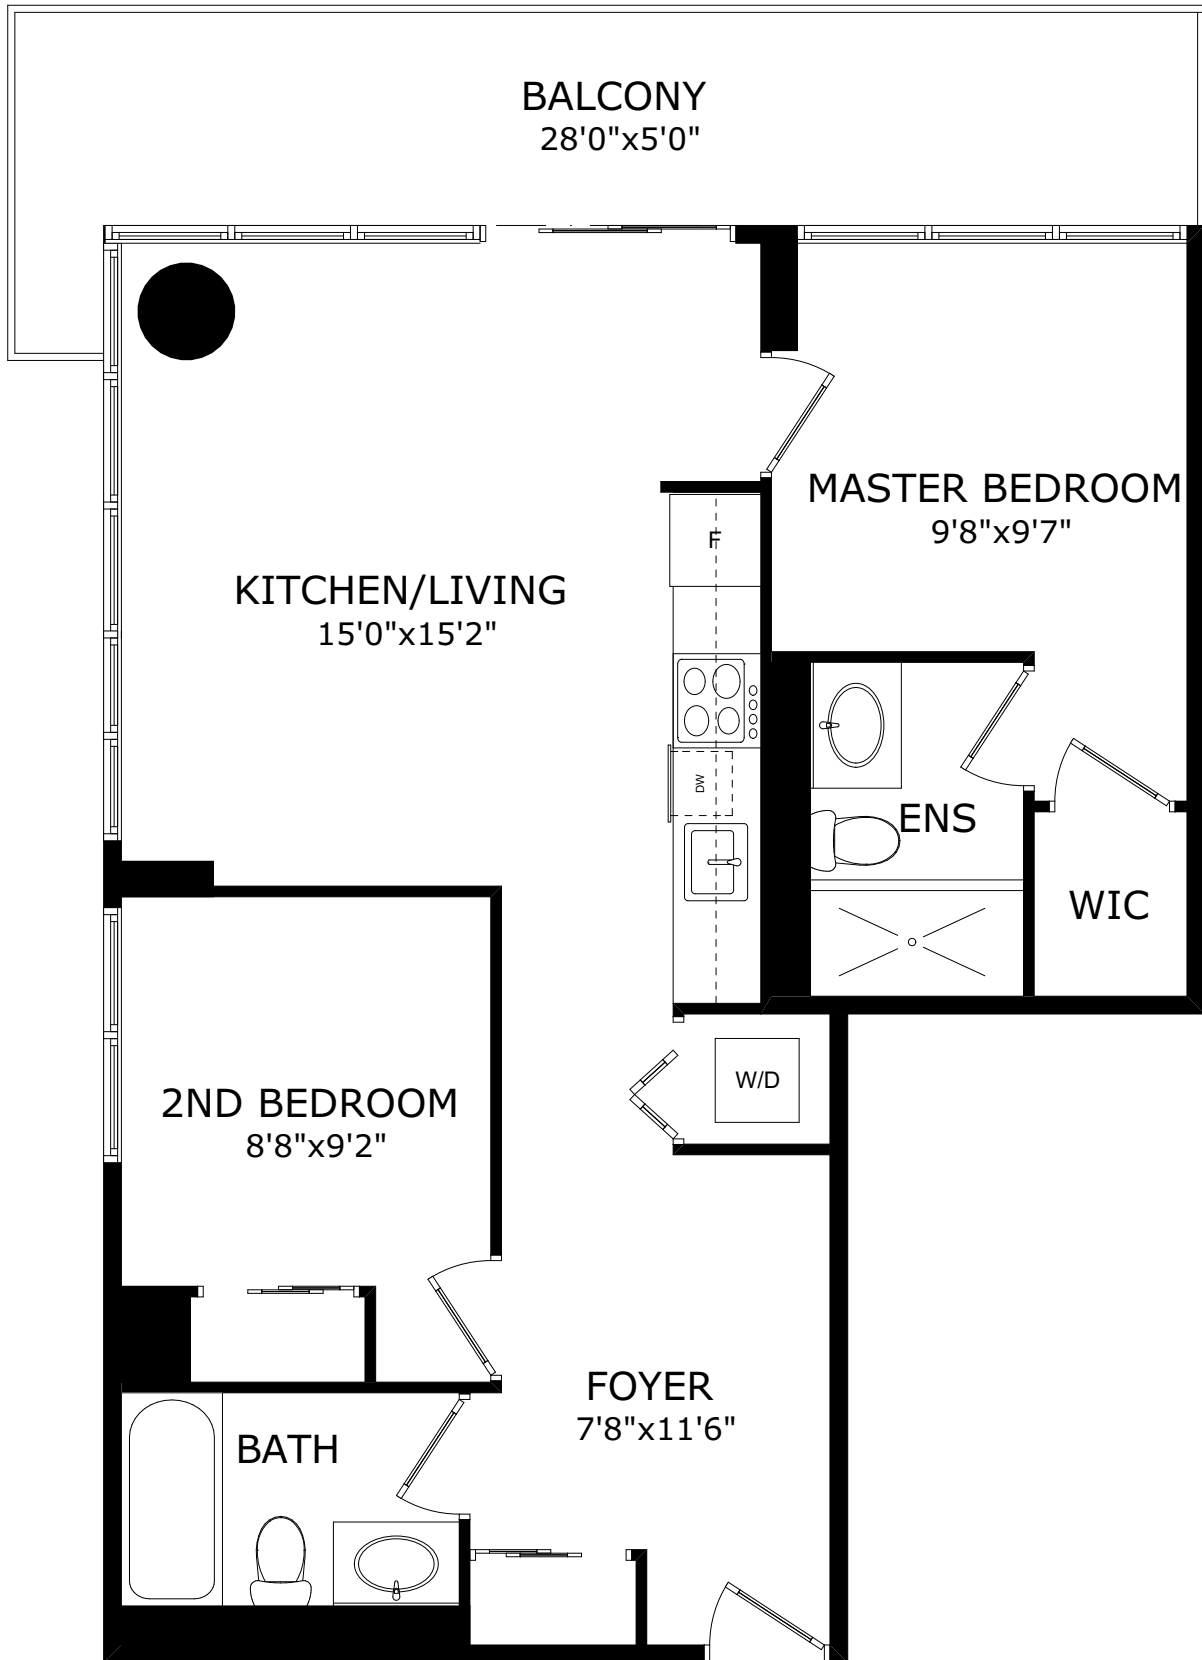 BALCONY
28'0"x5'0"
MASTER BEDROOM
9'8"x9'7"
F
KITCHEN/LIVING
15'0"x15'2"
DW
ENS
WIC
W/D
2ND BEDROOM
8'8"x9'2"
FOYER
7'8"x11'6"
BATH